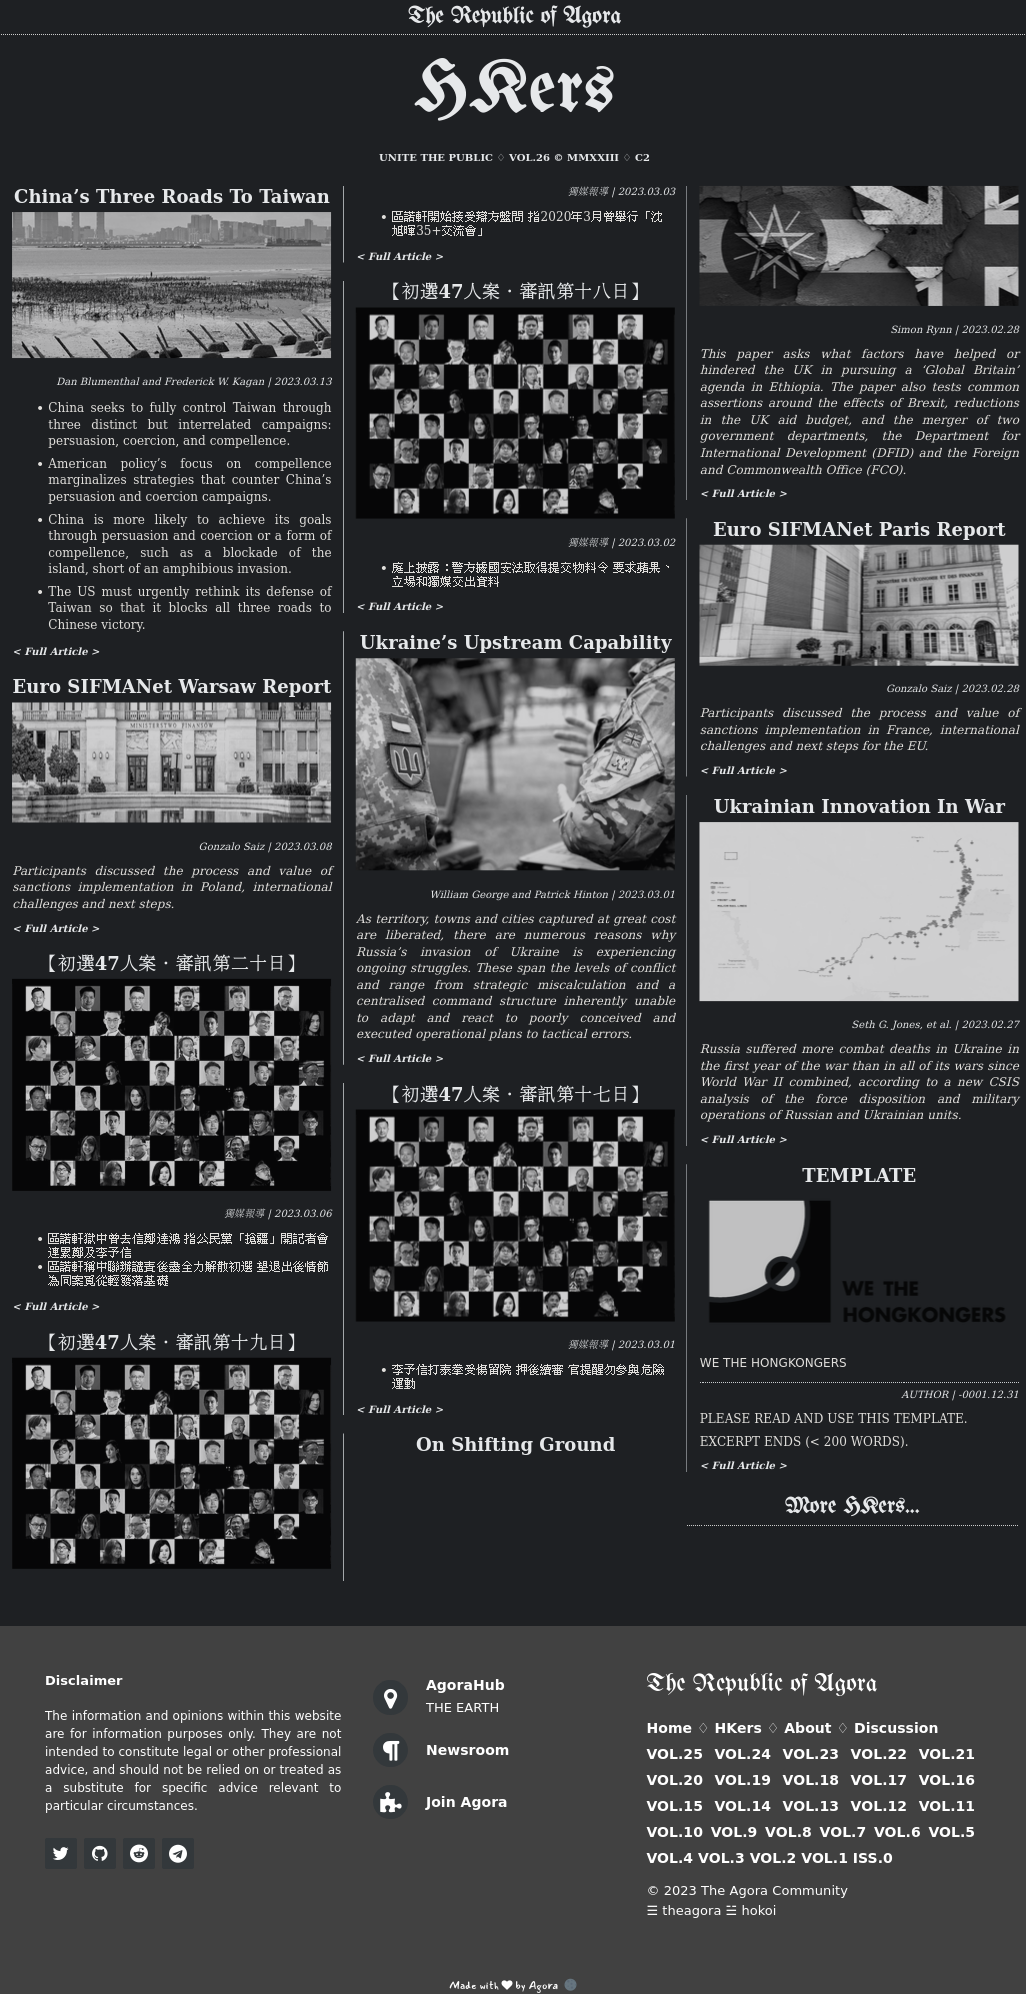 The Republic of Agora
HKers
UNITE THE PUBLIC ♢ VOL.26 © MMXXIII ♢ C2
China’s Three Roads To Taiwan
Dan Blumenthal and Frederick W. Kagan | 2023.03.13
• China seeks to fully control Taiwan through
three distinct but interrelated campaigns:
persuasion, coercion, and compellence.
• American policy’s focus on compellence
marginalizes strategies that counter China’s
persuasion and coercion campaigns.
• China is more likely to achieve its goals
through persuasion and coercion or a form of
compellence, such as a blockade of the
island, short of an amphibious invasion.
• The US must urgently rethink its defense of
Taiwan so that it blocks all three roads to
Chinese victory.
< Full Article >
Euro SIFMANet Warsaw Report
MINISTERSTWO FINANSÓW
Gonzalo Saiz | 2023.03.08
Participants discussed the process and value of
sanctions implementation in Poland, international
challenges and next steps.
< Full Article >
【初選47人案・審訊第二十日】
獨媒報導 | 2023.03.06
• 區諾軒獄中曾去信鄭達鴻 指公民黨「搶疆」開記者會
連累鄭及李予信
• 區諾軒稱中聯辦譴責後盡全力解散初選 墾退出後情節
為同案冤從輕發落基礎
< Full Article >
【初選47人案・審訊第十九日】
獨媒報導 | 2023.03.03
• 區諾軒開始接受辯方盤問 指2020年3月曾舉行「沈
旭暉35+交流會」
< Full Article >
【初選47人案・審訊第十八日】
獨媒報導 | 2023.03.02
• 庭上披露：警方據國安法取得提交物料令 要求蘋果、
立場和獨媒交出資料
< Full Article >
Ukraine’s Upstream Capability
William George and Patrick Hinton | 2023.03.01
As territory, towns and cities captured at great cost
are liberated, there are numerous reasons why
Russia’s invasion of Ukraine is experiencing
ongoing struggles. These span the levels of conflict
and range from strategic miscalculation and a
centralised command structure inherently unable
to adapt and react to poorly conceived and
executed operational plans to tactical errors.
< Full Article >
【初選47人案・審訊第十七日】
獨媒報導 | 2023.03.01
• 李予信打泰拳受傷留院 押後續審 官提醒勿參與危險
運動
< Full Article >
On Shifting Ground
Simon Rynn | 2023.02.28
This paper asks what factors have helped or
hindered the UK in pursuing a ‘Global Britain’
agenda in Ethiopia. The paper also tests common
assertions around the effects of Brexit, reductions
in the UK aid budget, and the merger of two
government departments, the Department for
International Development (DFID) and the Foreign
and Commonwealth Office (FCO).
< Full Article >
Euro SIFMANet Paris Report
MINISTÈRE DE L'ÉCONOMIE ET DES FINANCES
Gonzalo Saiz | 2023.02.28
Participants discussed the process and value of
sanctions implementation in France, international
challenges and next steps for the EU.
< Full Article >
Ukrainian Innovation In War
Seth G. Jones, et al. | 2023.02.27
Russia suffered more combat deaths in Ukraine in
the first year of the war than in all of its wars since
World War II combined, according to a new CSIS
analysis of the force disposition and military
operations of Russian and Ukrainian units.
< Full Article >
TEMPLATE
WE THE
HONGKONGERS
WE THE HONGKONGERS
AUTHOR | -0001.12.31
PLEASE READ AND USE THIS TEMPLATE.
EXCERPT ENDS (< 200 WORDS).
< Full Article >
More HKers...
Disclaimer
The information and opinions within this website
are for information purposes only. They are not
intended to constitute legal or other professional
advice, and should not be relied on or treated as
a substitute for specific advice relevant to
particular circumstances.
AgoraHub
THE EARTH
Newsroom
Join Agora
The Republic of Agora
Home ♢ HKers ♢ About ♢ Discussion
VOL.25 VOL.24 VOL.23 VOL.22 VOL.21
VOL.20 VOL.19 VOL.18 VOL.17 VOL.16
VOL.15 VOL.14 VOL.13 VOL.12 VOL.11
VOL.10 VOL.9 VOL.8 VOL.7 VOL.6 VOL.5
VOL.4 VOL.3 VOL.2 VOL.1 ISS.0
© 2023 The Agora Community
☰ theagora ☱ hokoi
Made with ♥ by Agora